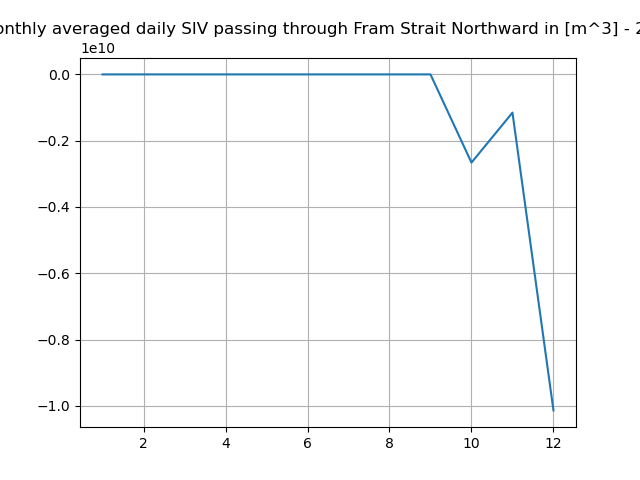 onthly averaged daily SIV passing through Fram Strait Northward in [m^3] - 2
1e10
0.0
−0.2
−0.4
−0.6
−0.8
−1.0
2 4 6 8 10 12